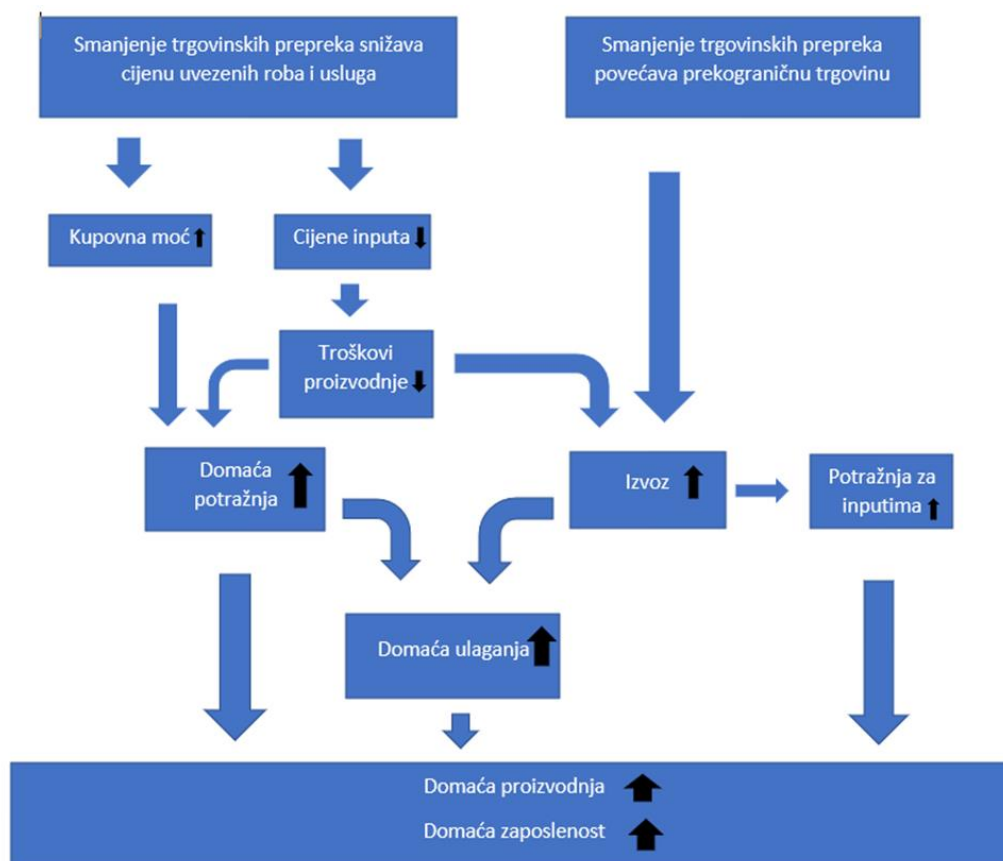 Smanjenje trgovinskih prepreka snižava
cijenu uvezenih roba i usluga
Smanjenje trgovinskih prepreka
povećava prekograničnu trgovinu
Kupovna moć
Cijene inputa
Troškovi
proizvodnje
Domaća
potražnja
Izvoz
Potražnja za
inputima
Domaća ulaganja
Domaća proizvodnja
Domaća zaposlenost